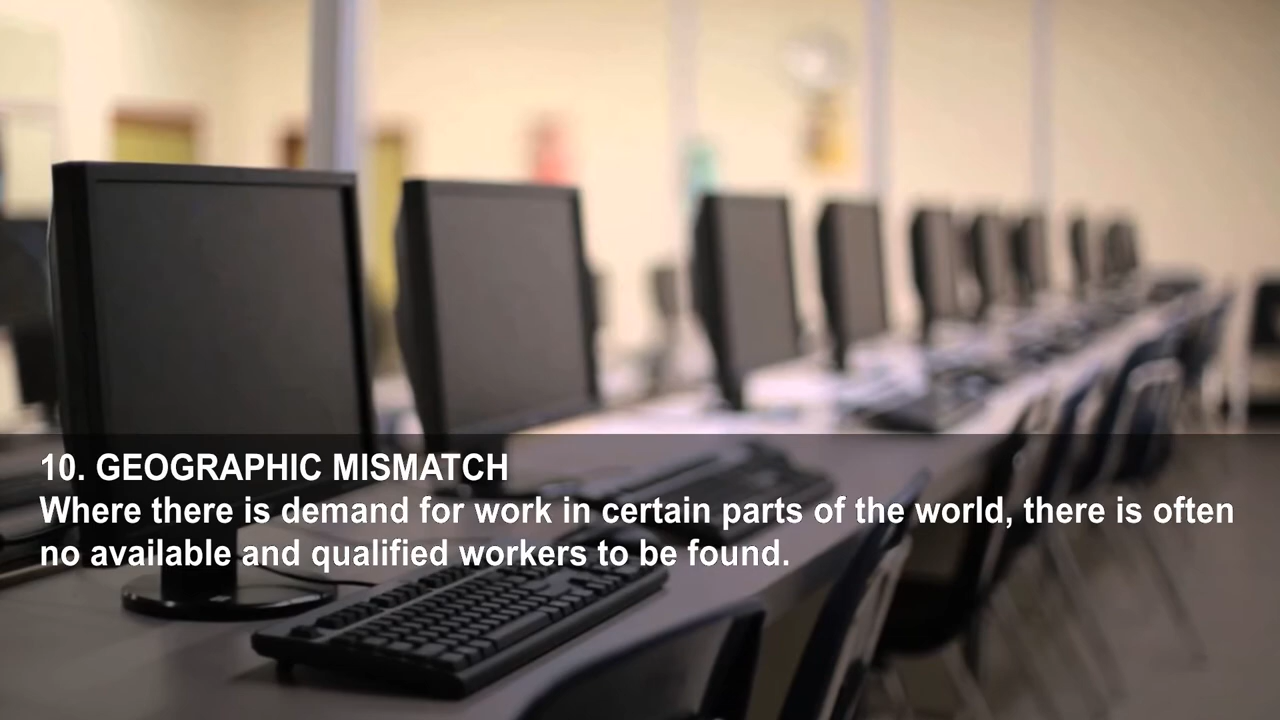 10. GEOGRAPHIC MISMATCH
Where there is demand for work in certain parts of the world, there is often
no available and qualified workers to be found.